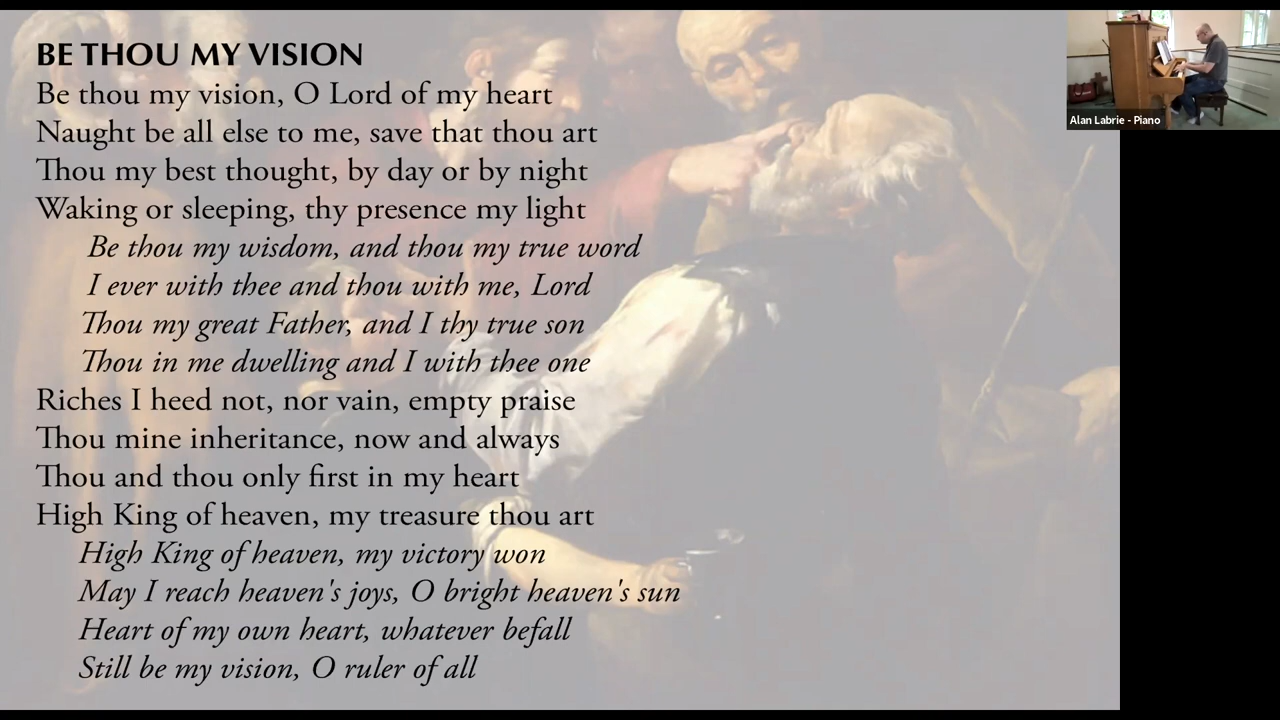 BE THOU MY VISION
Be thou my vision, O Lord of my heart
Naught be all else to me, save that thou art
Thou my best thought, by day or by night
Waking or sleeping, thy presence my light
Be thou my wisdom, and thou my true word
I ever with thee and thou with me, Lord
Thou my great Father, and I thy true son
Thou in me dwelling and I with thee one
Riches I heed not, nor vain, empty praise
Thou mine inheritance, now and always
Thou and thou only first in my heart
High King of heaven, my treasure thou art
High King of heaven, my victory won
May I reach heaven's joys, O bright heaven's sun
Heart of my own heart, whatever befall
Still be my vision, O ruler of all
Alan Labrie - Piano